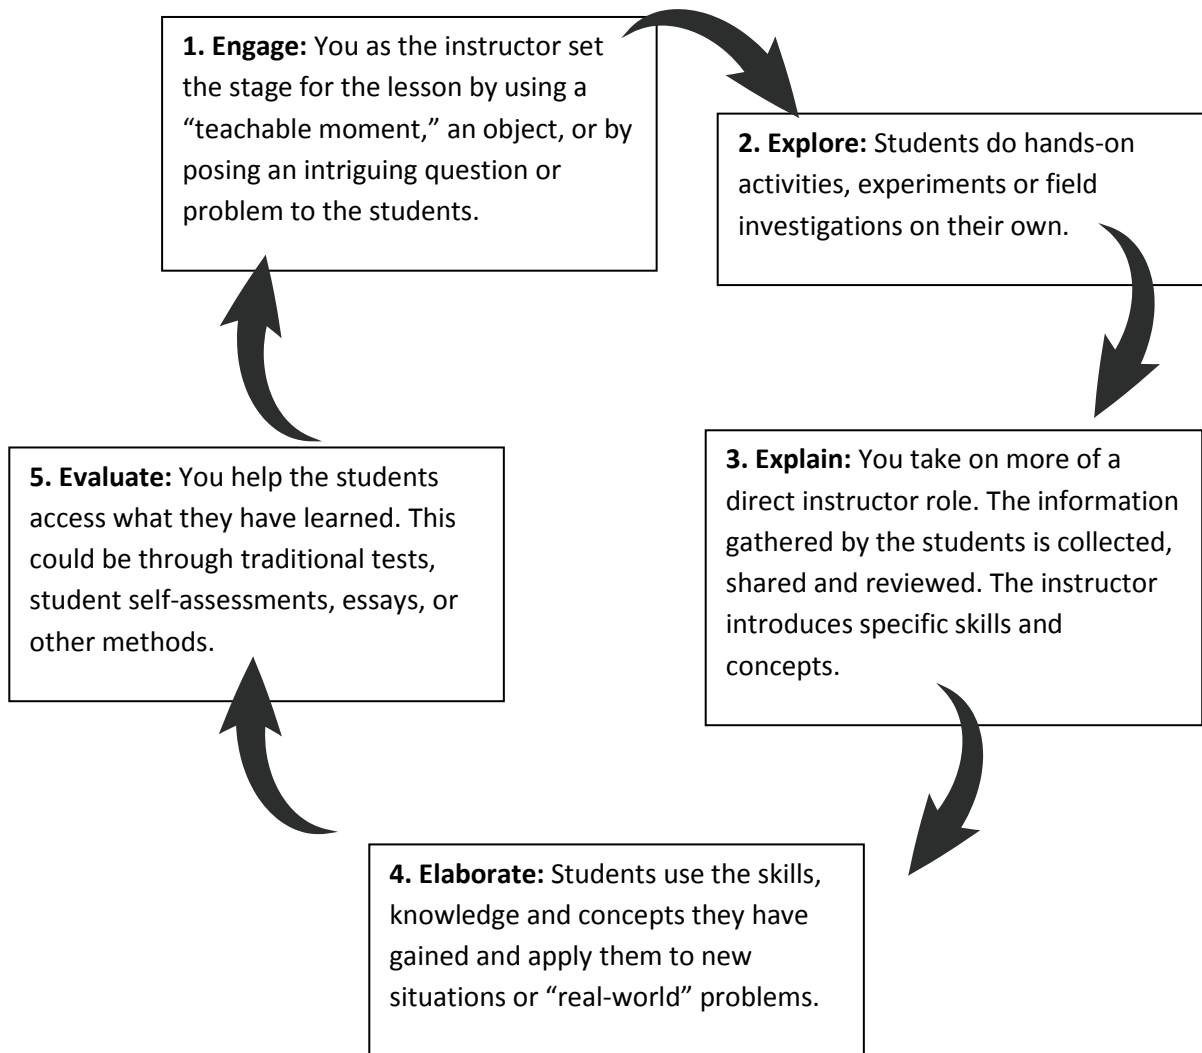 1. Engage: You as the instructor set
the stage for the lesson by using a
“teachable moment,” an object, or by
posing an intriguing question or
problem to the students.
2. Explore: Students do hands-on
activities, experiments or field
investigations on their own.
3. Explain: You take on more of a
direct instructor role. The information
gathered by the students is collected,
shared and reviewed. The instructor
introduces specific skills and
concepts.
4. Elaborate: Students use the skills,
knowledge and concepts they have
gained and apply them to new
situations or “real-world” problems.
5. Evaluate: You help the students
access what they have learned. This
could be through traditional tests,
student self-assessments, essays, or
other methods.